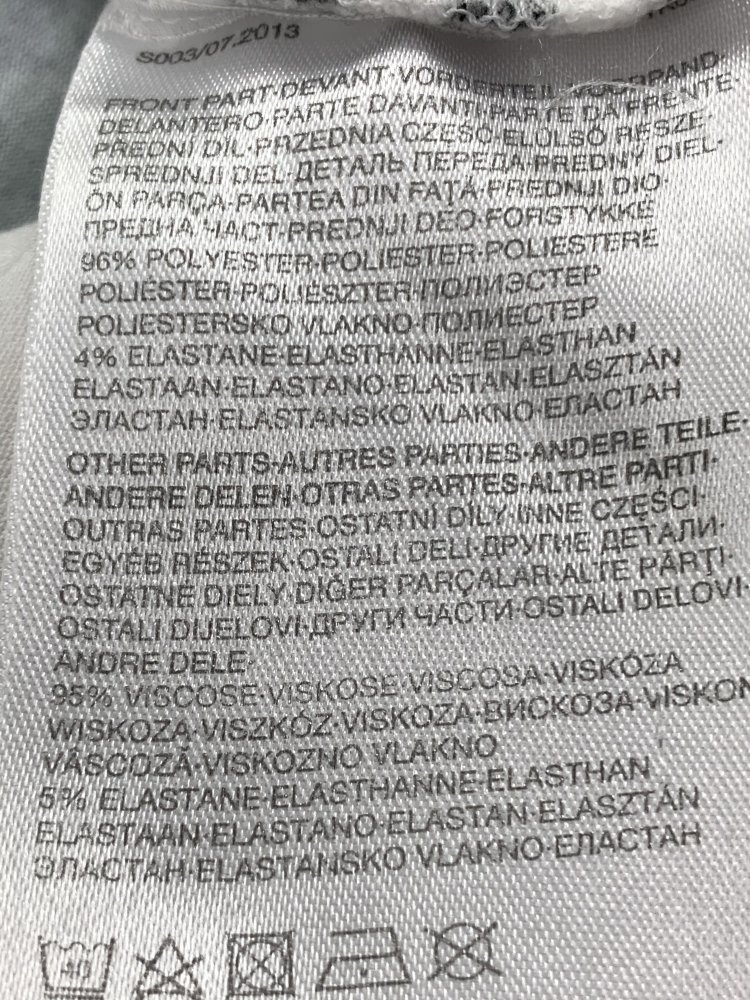 S003/07.2013
FRONT PART·DEVANT·VORDERTEIL·VOORPAND
DELANTERO·PARTE DAVANTI·PARTE DA FRENTE·
PŘEDNÍ DÍL·PRZEDNIA CZĘŚĆ·ELÜLSŐ RÉSZE·
SPREDNJI DEL·ДЕТАЛЬ ПЕРЕДА·PREDNÝ DIEL·
ÖN PARÇA·PARTEA DIN FAŢĂ·PREDNJI DIO·
ПРЕДНА ЧАСТ·PREDNJI DEO·FORSTYKKE
96% POLYESTER·POLIESTER·POLIESTERE
POLIÉSTER·POLIÉSZTER·ПОЛИЭСТЕР
POLIESTERSKO VLAKNO·ПОЛИЕСТЕР
4% ELASTANE·ELASTHANNE·ELASTHAN
ELASTAAN·ELASTANO·ELASTAN·ELASZTÁN
ЭЛАСТАН·ELASTANSKO VLAKNO·ЕЛАСТАН
OTHER PARTS·AUTRES PARTIES·ANDERE TEILE·
ANDERE DELEN·OTRAS PARTES·ALTRE PARTI·
OUTRAS PARTES·OSTATNÍ DÍLY·INNE CZĘŚCI·
EGYÉB RÉSZEK·OSTALI DELI·ДРУГИЕ ДЕТАЛИ·
OSTATNÉ DIELY·DİĞER PARÇALAR·ALTE PĂRŢI·
OSTALI DIJELOVI·ДРУГИ ЧАСТИ·OSTALI DELOVI·
ANDRE DELE·
95% VISCOSE·VISKOSE·VISCOSA·VISKÓZA
WISKOZA·VISZKÓZ·VISKOZA·ВИСКОЗА·VISKON
VÂSCOZĂ·VISKOZNO VLAKNO
5% ELASTANE·ELASTHANNE·ELASTHAN
ELASTAAN·ELASTANO·ELASTAN·ELASZTÁN
ЭЛАСТАН·ELASTANSKO VLAKNO·ЕЛАСТАН
40